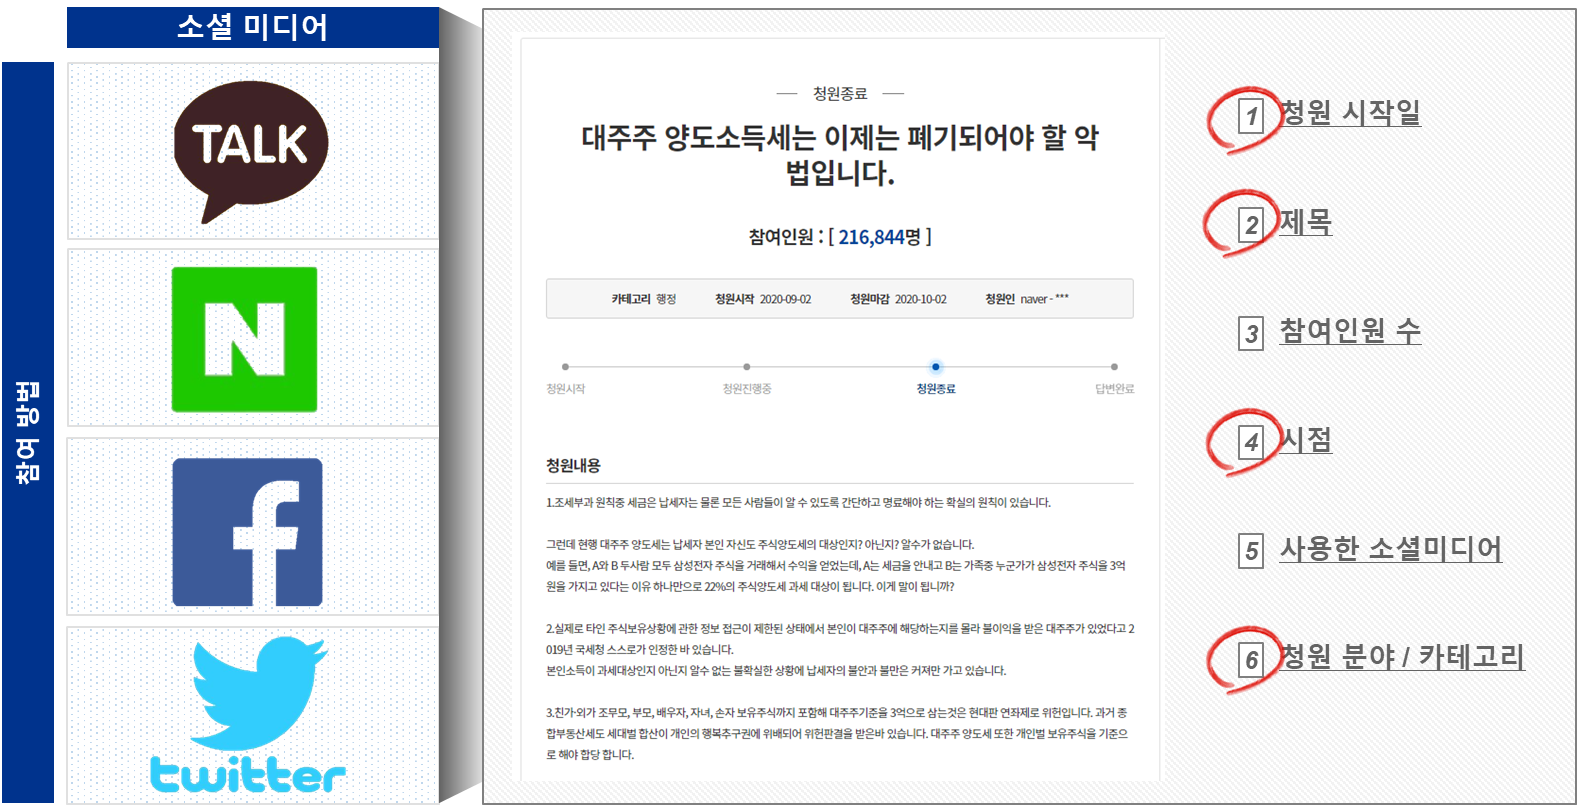 소셜 미디어
참여 방법
TALK
N
f
twitter
청원종료
대주주 양도소득세는 이제는 폐기되어야 할 악
법입니다.
참여인원 : [ 216,844명 ]
카테고리 행정 청원시작 2020-09-02 청원마감 2020-10-02 청원인 naver - ***
청원시작 청원진행중 청원종료 답변완료
청원내용
1.조세부과 원칙중 세금은 납세자는 물론 모든 사람들이 알 수 있도록 간단하고 명료해야 하는 확실의 원칙이 있습니다.
그런데 현행 대주주 양도세는 납세자 본인 자신도 주식양도세의 대상인지? 아닌지? 알수가 없습니다.
예를 들면, A와 B 두사람 모두 삼성전자 주식을 거래해서 수익을 얻었는데, A는 세금을 안내고 B는 가족중 누군가가 삼성전자 주식을 3억
원을 가지고 있다는 이유 하나만으로 22%의 주식양도세 과세 대상이 됩니다. 이게 말이 됩니까?
2.실제로 타인 주식보유상황에 관한 정보 접근이 제한된 상태에서 본인이 대주주에 해당하는지를 몰라 불이익을 받은 대주주가 있었다고 2
019년 국세청 스스로가 인정한 바 있습니다.
본인소득이 과세대상인지 아닌지 알수 없는 불확실한 상황에 납세자의 불안과 불만은 커져만 가고 있습니다.
3.친가·외가 조부모, 부모, 배우자, 자녀, 손자 보유주식까지 포함해 대주주기준을 3억으로 삼는것은 현대판 연좌제로 위헌입니다. 과거 종
합부동산세도 세대별 합산이 개인의 행복추구권에 위배되어 위헌판결을 받은바 있습니다. 대주주 양도세 또한 개인별 보유주식을 기준으
로 해야 합당 합니다.
1 청원 시작일
2 제목
3 참여인원 수
4 시점
5 사용한 소셜미디어
6 청원 분야 / 카테고리